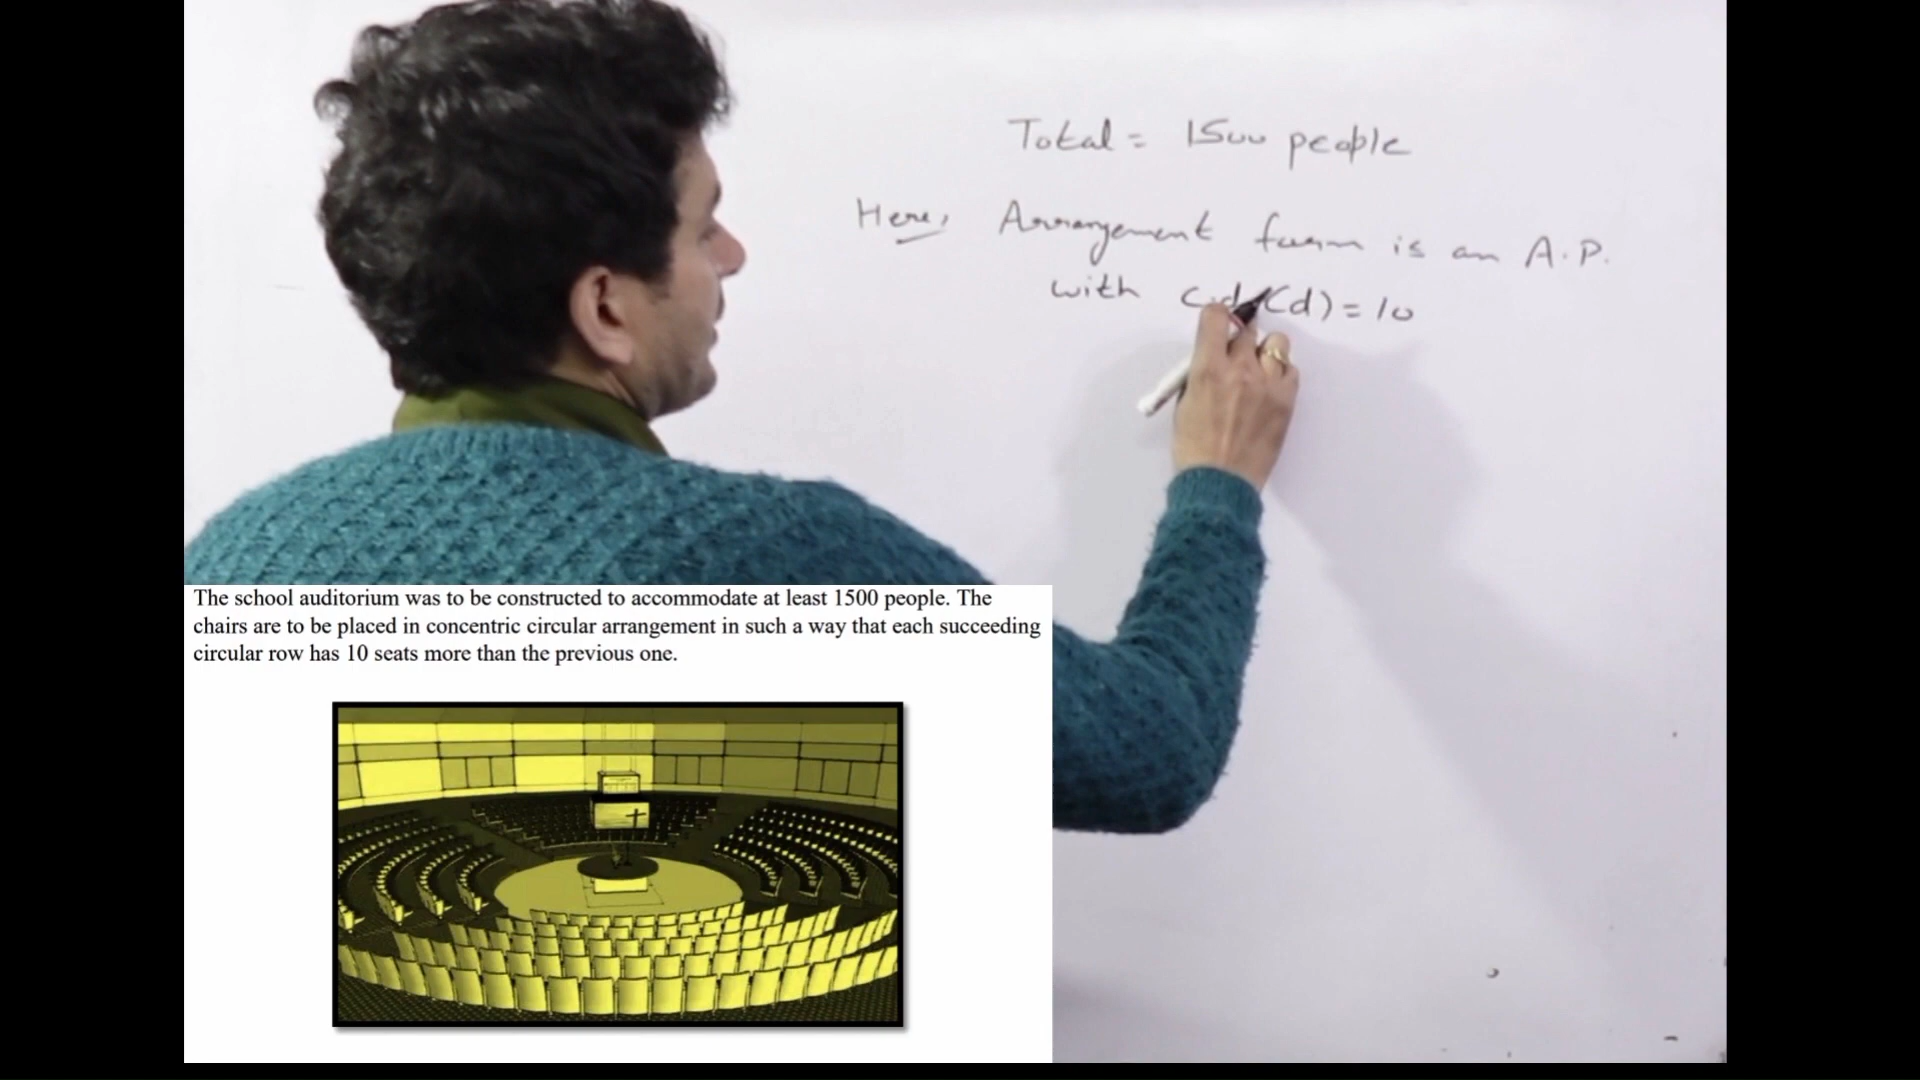 Total = 1500 people
Here, Arrangement form is an A.P.
with c.d (d) = 10
The school auditorium was to be constructed to accommodate at least 1500 people. The
chairs are to be placed in concentric circular arrangement in such a way that each succeeding
circular row has 10 seats more than the previous one.